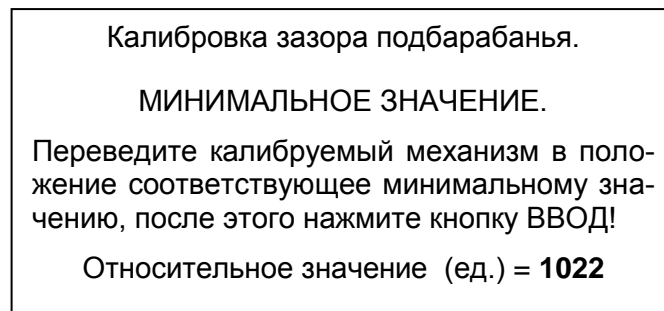 Калибровка зазора подбарабанья.
МИНИМАЛЬНОЕ ЗНАЧЕНИЕ.
Переведите калибруемый механизм в поло-
жение соответствующее минимальному зна-
чению, после этого нажмите кнопку ВВОД!
Относительное значение (ед.) = 1022